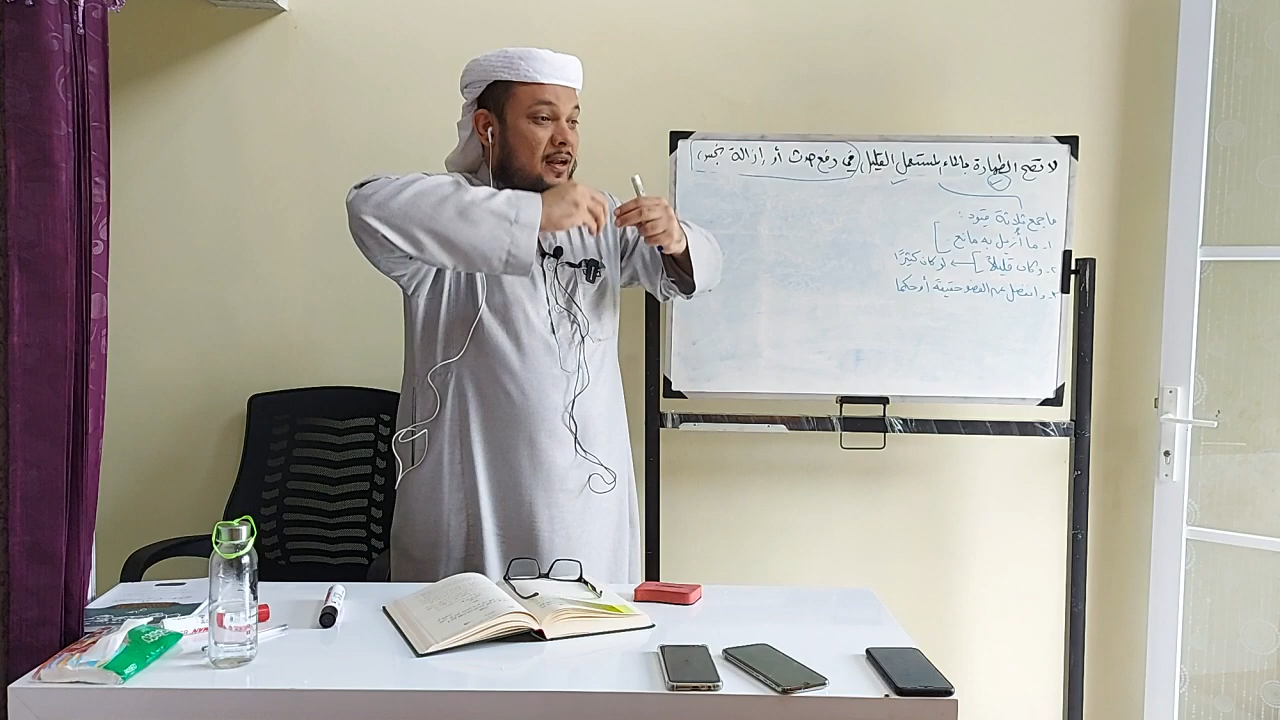 لا تصح الطهارة بالماء المستعمل القليل في رفع حدث أو إزالة نجس
ما جمع ثلاثة قيود:
١- ما أزيل به مانع
٢- وكان قليلاً ← لو كان كثيرًا
٣- وانفصل عن العضو حقيقة أو حكما